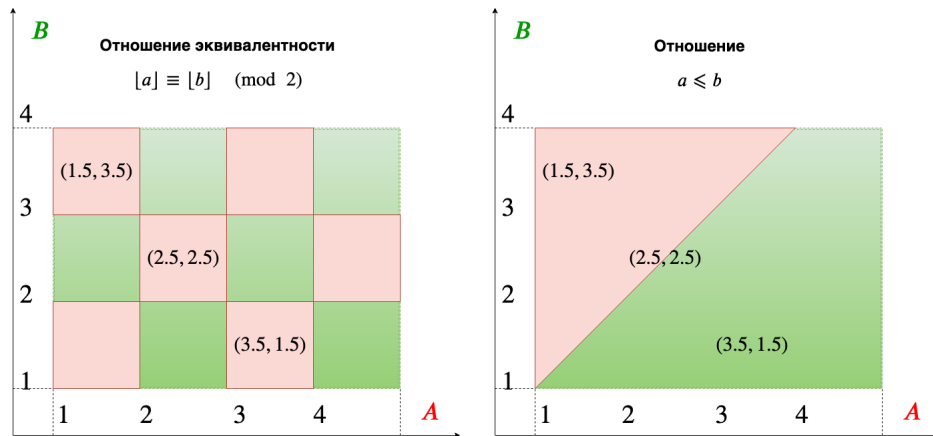 B
Отношение эквивалентности
⌊a⌋ ≡ ⌊b⌋ (mod 2)
4
(1.5, 3.5)
3
(2.5, 2.5)
2
(3.5, 1.5)
1
1 2 3 4 A
B
Отношение
a ⩽ b
4
(1.5, 3.5)
3
(2.5, 2.5)
2
(3.5, 1.5)
1
1 2 3 4 A